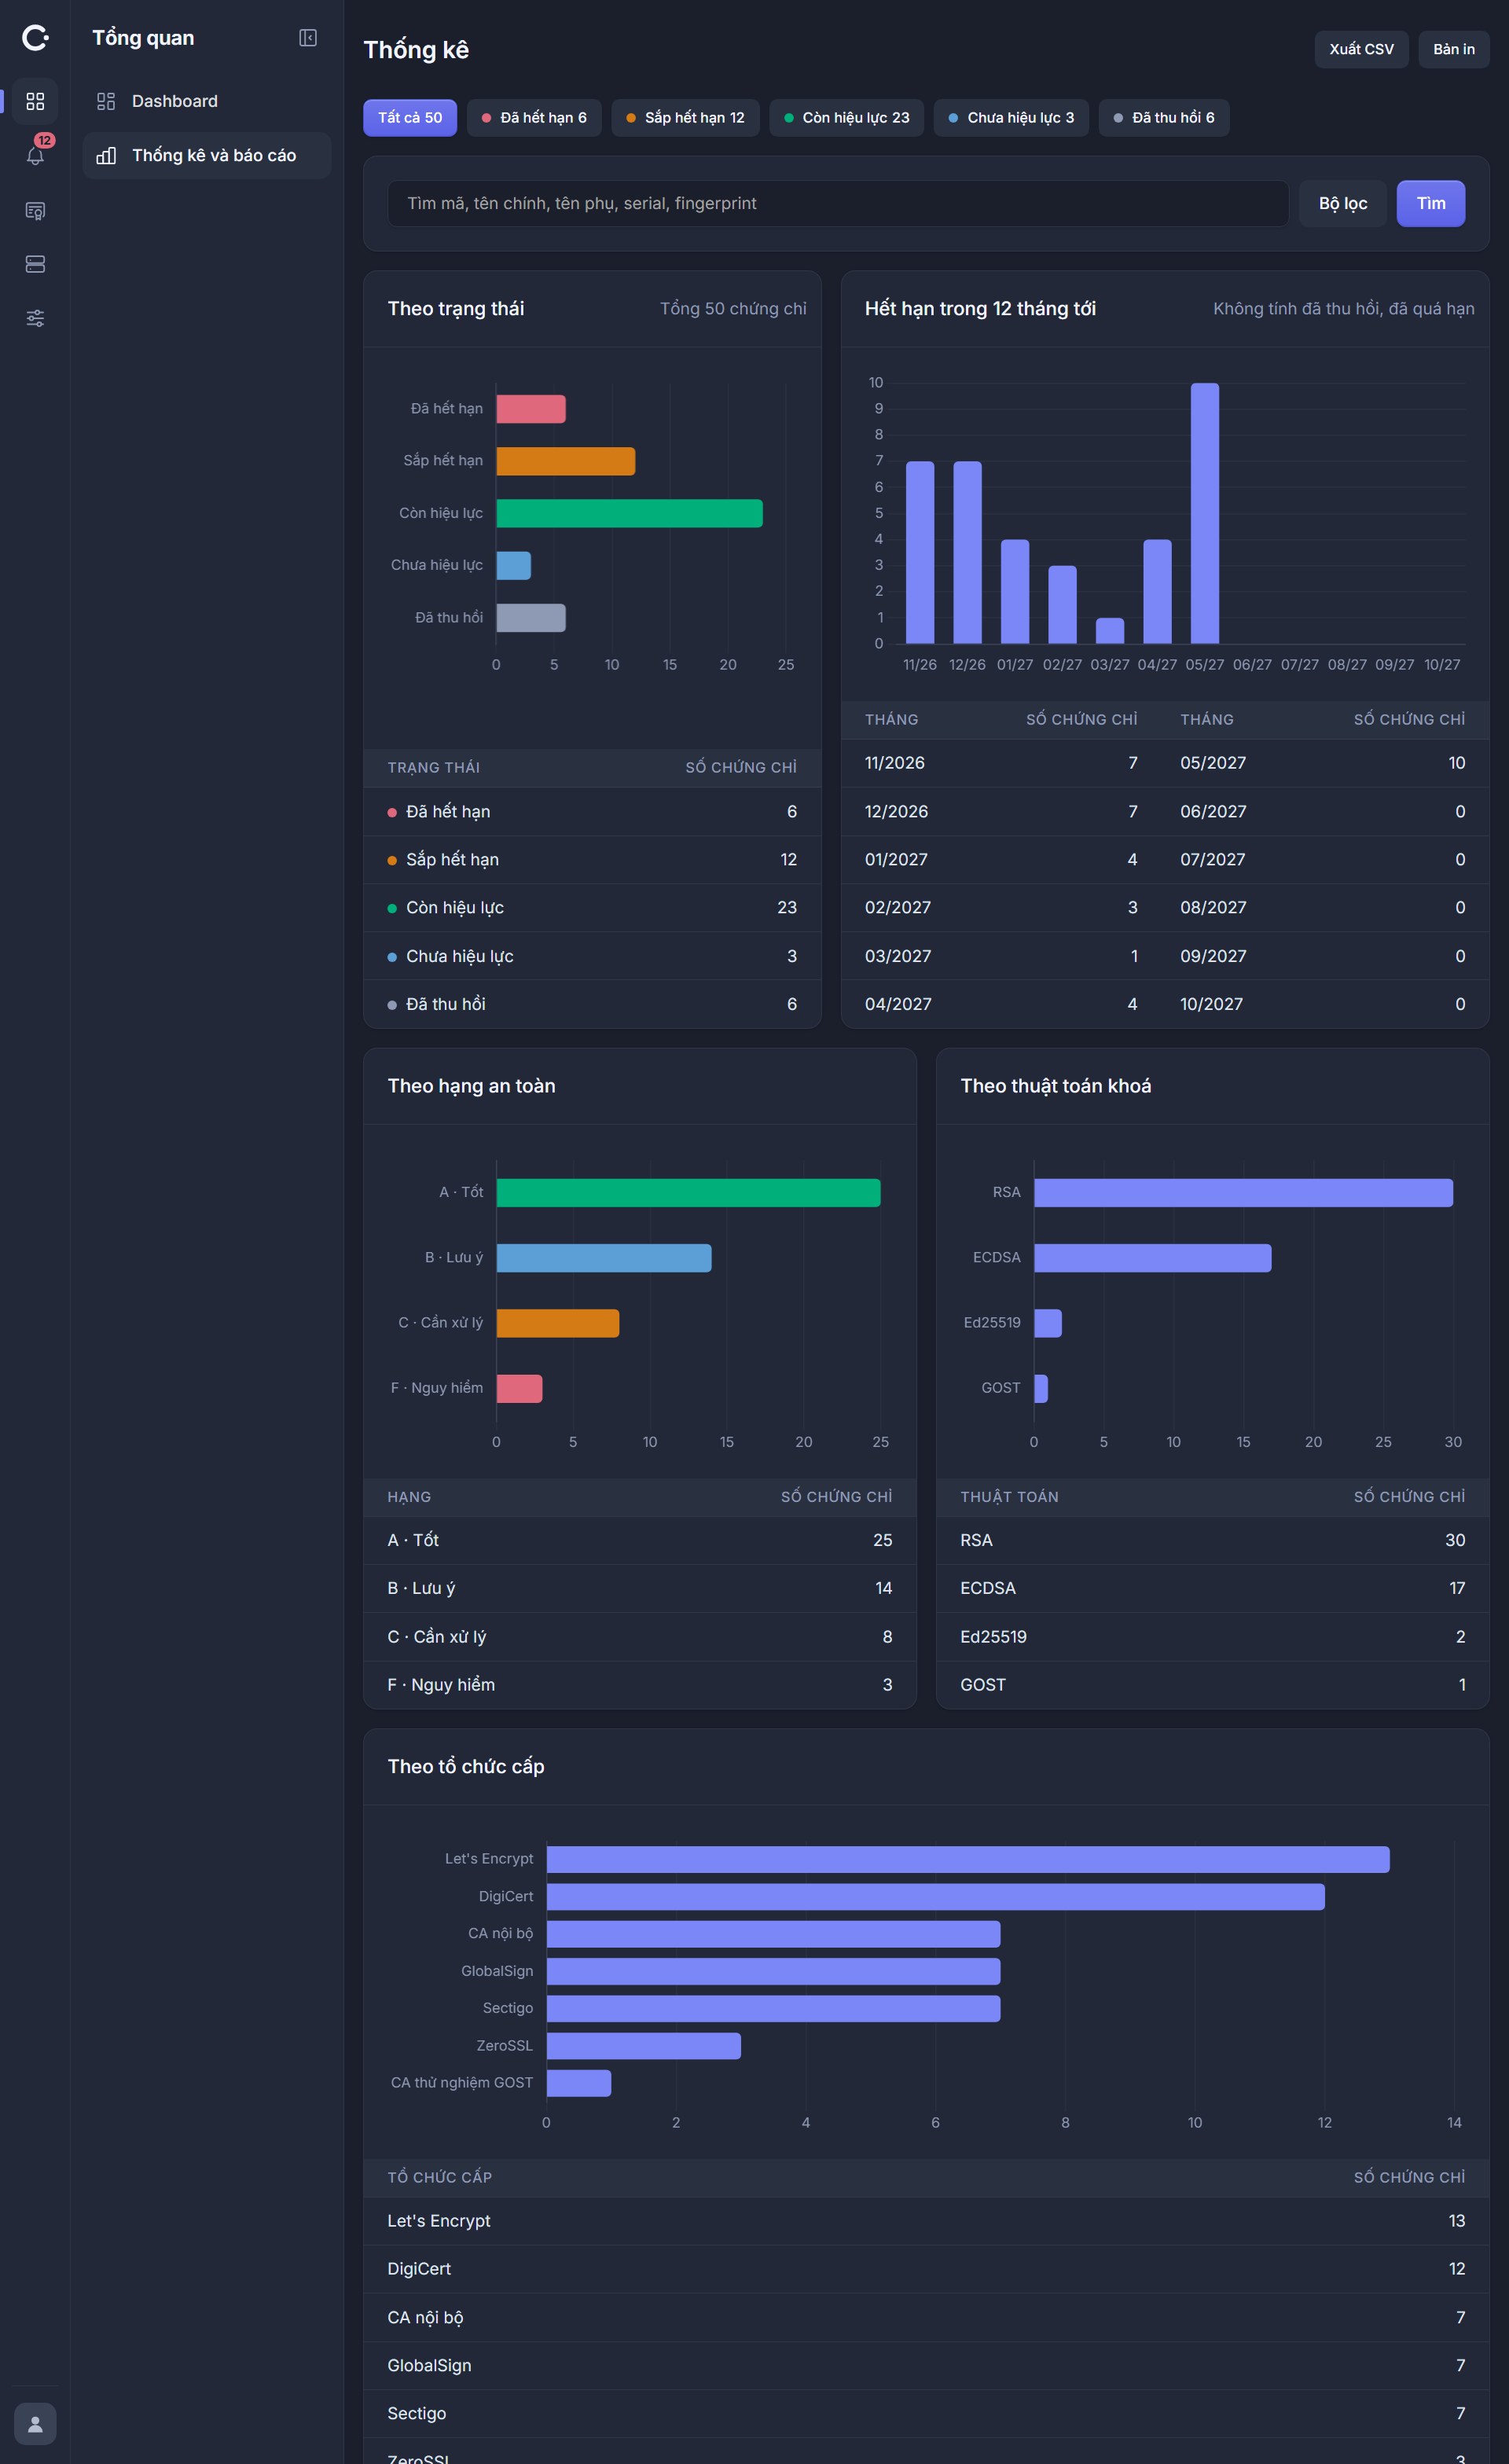 Tổng quan
Dashboard
12
Thống kê và báo cáo
Thống kê
Xuất CSV
Bản in
Tất cả 50
Đã hết hạn 6
Sắp hết hạn 12
Còn hiệu lực 23
Chưa hiệu lực 3
Đã thu hồi 6
Tìm mã, tên chính, tên phụ, serial, fingerprint
Bộ lọc
Tìm
Theo trạng thái
Tổng 50 chứng chỉ
Đã hết hạn
Sắp hết hạn
Còn hiệu lực
Chưa hiệu lực
Đã thu hồi
0 5 10 15 20 25
TRẠNG THÁI SỐ CHỨNG CHỈ
Đã hết hạn 6
Sắp hết hạn 12
Còn hiệu lực 23
Chưa hiệu lực 3
Đã thu hồi 6
Hết hạn trong 12 tháng tới
Không tính đã thu hồi, đã quá hạn
10
9
8
7
6
5
4
3
2
1
0
11/26 12/26 01/27 02/27 03/27 04/27 05/27 06/27 07/27 08/27 09/27 10/27
THÁNG SỐ CHỨNG CHỈ THÁNG SỐ CHỨNG CHỈ
11/2026 7 05/2027 10
12/2026 7 06/2027 0
01/2027 4 07/2027 0
02/2027 3 08/2027 0
03/2027 1 09/2027 0
04/2027 4 10/2027 0
Theo hạng an toàn
A · Tốt
B · Lưu ý
C · Cần xử lý
F · Nguy hiểm
0 5 10 15 20 25
HẠNG SỐ CHỨNG CHỈ
A · Tốt 25
B · Lưu ý 14
C · Cần xử lý 8
F · Nguy hiểm 3
Theo thuật toán khoá
RSA
ECDSA
Ed25519
GOST
0 5 10 15 20 25 30
THUẬT TOÁN SỐ CHỨNG CHỈ
RSA 30
ECDSA 17
Ed25519 2
GOST 1
Theo tổ chức cấp
Let's Encrypt
DigiCert
CA nội bộ
GlobalSign
Sectigo
ZeroSSL
CA thử nghiệm GOST
0 2 4 6 8 10 12 14
TỔ CHỨC CẤP SỐ CHỨNG CHỈ
Let's Encrypt 13
DigiCert 12
CA nội bộ 7
GlobalSign 7
Sectigo 7
ZeroSSL 3